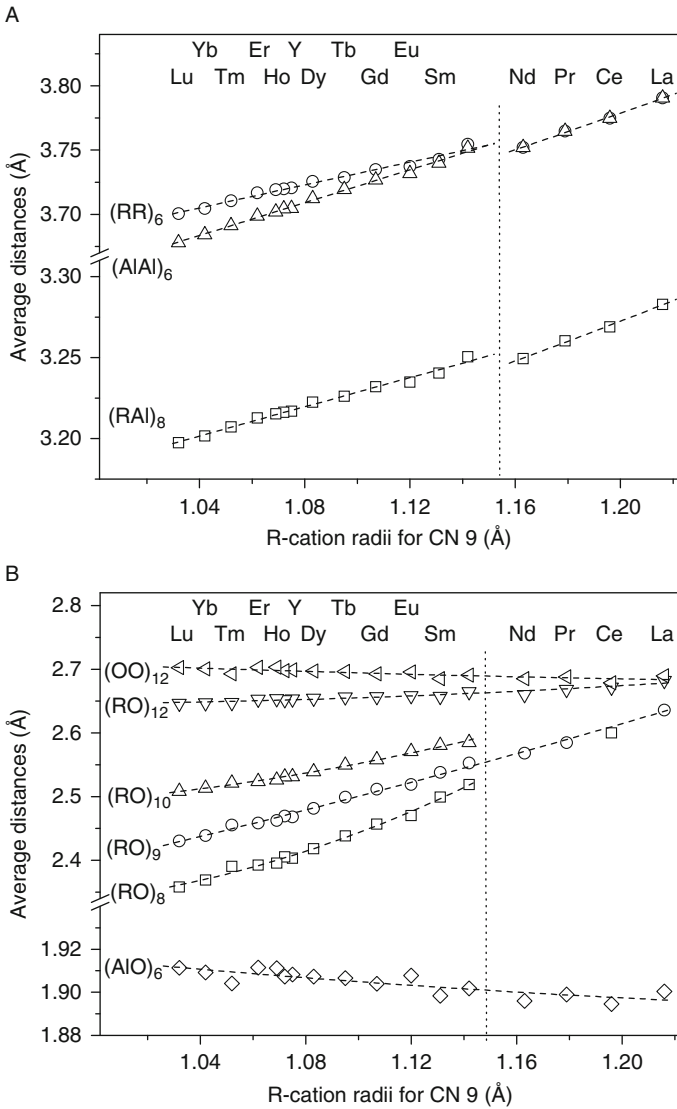 A
Yb Er Y Tb Eu
Lu Tm Ho Dy Gd Sm Nd Pr Ce La
3.80
3.75
3.70
3.30
3.25
3.20
Average distances (Å)
(RR)6
(AlAl)6
(RAl)8
1.04 1.08 1.12 1.16 1.20
R-cation radii for CN 9 (Å)
B
2.8
2.7
2.6
2.5
2.4
1.92
1.90
1.88
Average distances (Å)
Yb Er Y Tb Eu
Lu Tm Ho Dy Gd Sm Nd Pr Ce La
(OO)12
(RO)12
(RO)10
(RO)9
(RO)8
(AlO)6
1.04 1.08 1.12 1.16 1.20
R-cation radii for CN 9 (Å)